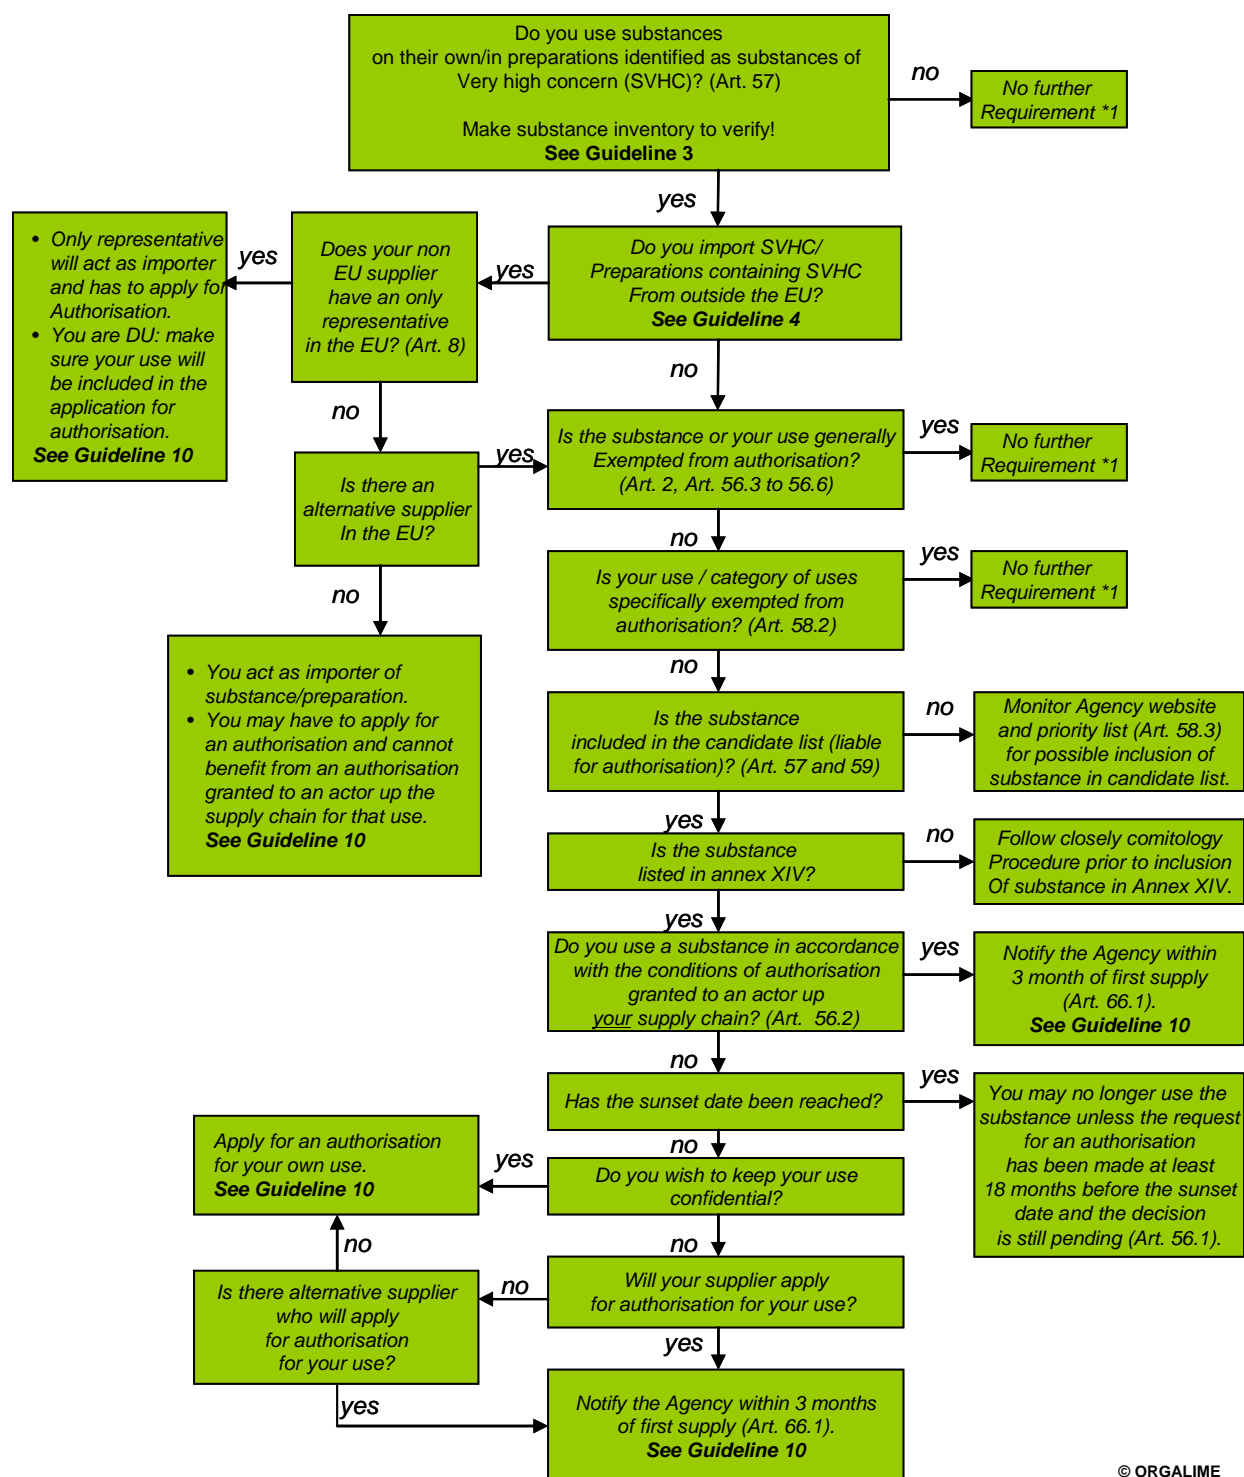 Do you use substances
on their own/in preparations identified as substances of
Very high concern (SVHC)? (Art. 57)
Make substance inventory to verify!
See Guideline 3
no
No further
Requirement *1
yes
• Only representative
will act as importer
and has to apply for
Authorisation.
• You are DU: make
sure your use will
be included in the
application for
authorisation.
See Guideline 10
yes
Does your non
EU supplier
have an only
representative
in the EU? (Art. 8)
yes
Do you import SVHC/
Preparations containing SVHC
From outside the EU?
See Guideline 4
no
no
Is there an
alternative supplier
In the EU?
yes
Is the substance or your use generally
Exempted from authorisation?
(Art. 2, Art. 56.3 to 56.6)
yes
No further
Requirement *1
no
no
Is your use / category of uses
specifically exempted from
authorisation? (Art. 58.2)
yes
No further
Requirement *1
• You act as importer of
substance/preparation.
• You may have to apply for
an authorisation and cannot
benefit from an authorisation
granted to an actor up the
supply chain for that use.
See Guideline 10
no
Is the substance
included in the candidate list (liable
for authorisation)? (Art. 57 and 59)
no
Monitor Agency website
and priority list (Art. 58.3)
for possible inclusion of
substance in candidate list.
yes
Is the substance
listed in annex XIV?
no
Follow closely comitology
Procedure prior to inclusion
Of substance in Annex XIV.
yes
Do you use a substance in accordance
with the conditions of authorisation
granted to an actor up
your supply chain? (Art. 56.2)
yes
Notify the Agency within
3 month of first supply
(Art. 66.1).
See Guideline 10
no
Has the sunset date been reached?
yes
You may no longer use the
substance unless the request
for an authorisation
has been made at least
18 months before the sunset
date and the decision
is still pending (Art. 56.1).
no
Do you wish to keep your use
confidential?
yes
Apply for an authorisation
for your own use.
See Guideline 10
no
no
Will your supplier apply
for authorisation for your use?
no
Is there alternative supplier
who will apply
for authorisation
for your use?
yes
yes
Notify the Agency within 3 months
of first supply (Art. 66.1).
See Guideline 10
© ORGALIME